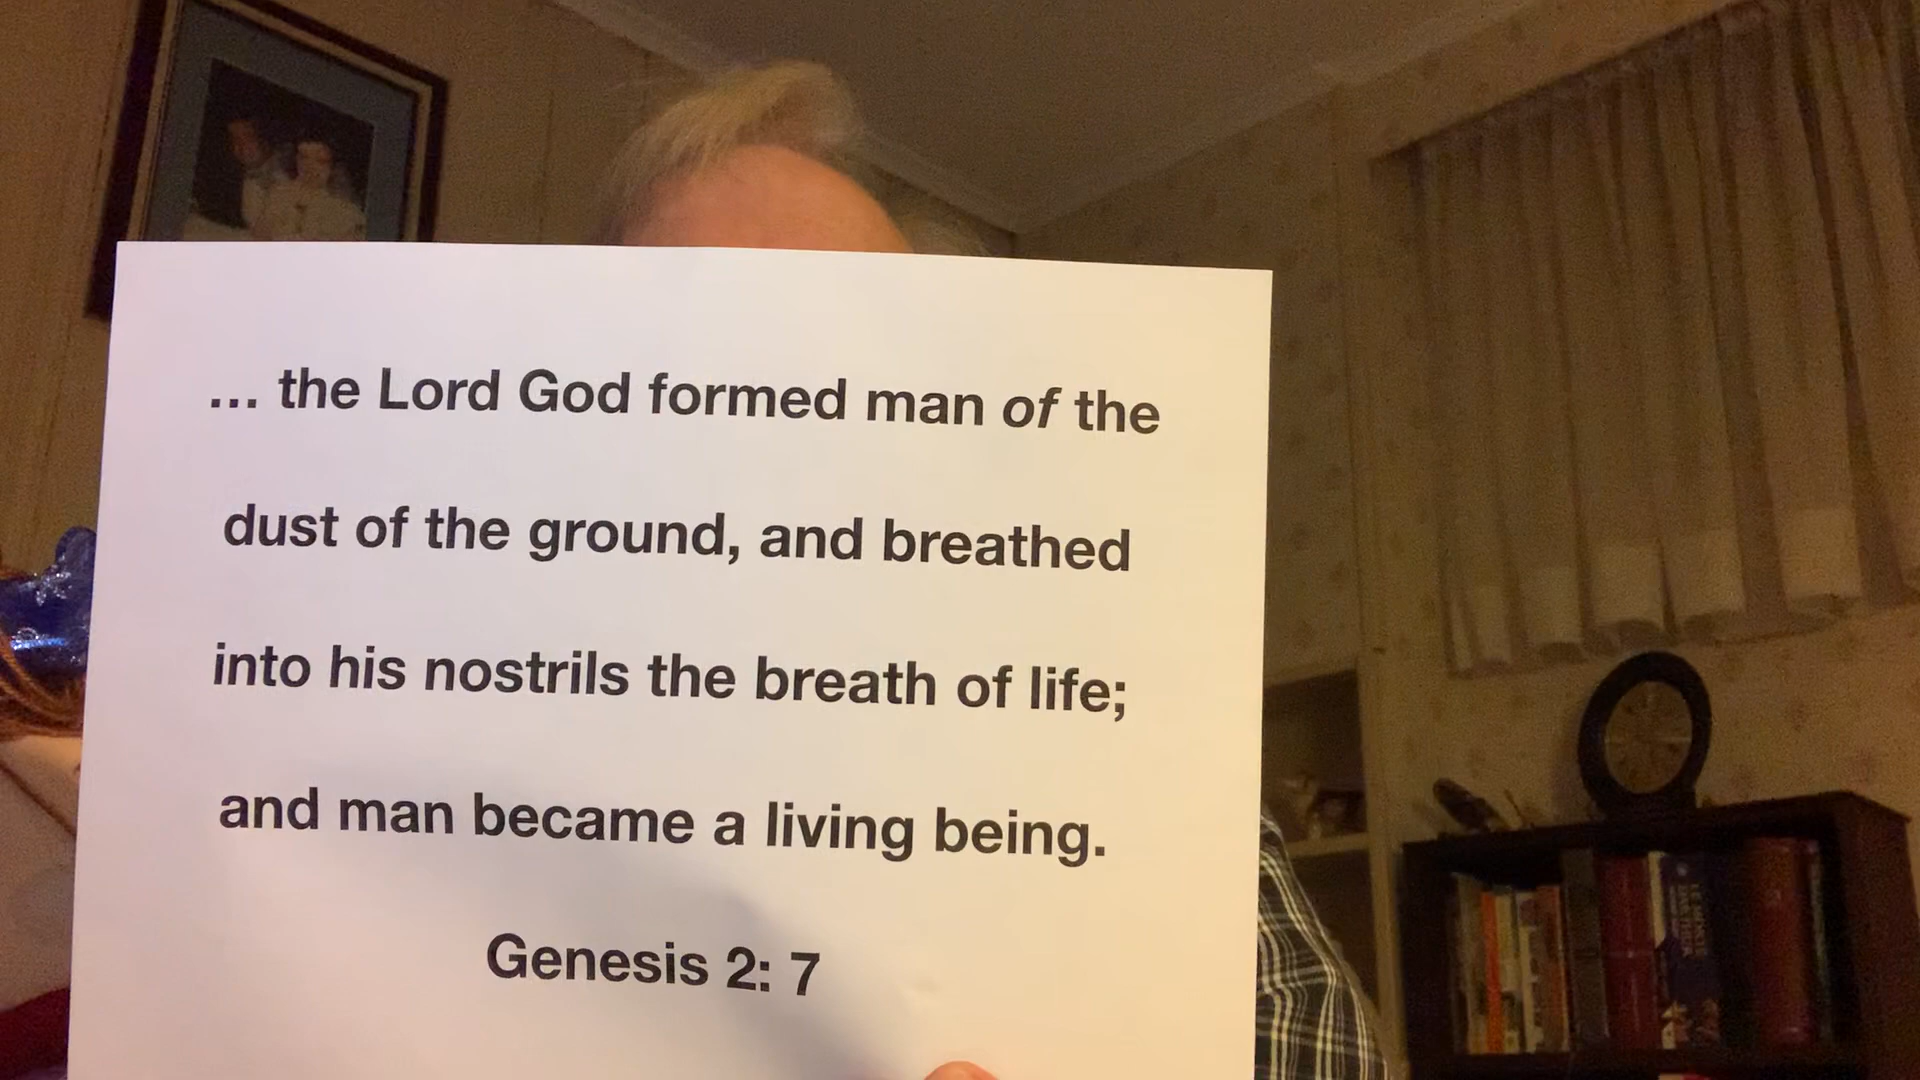 ... the Lord God formed man of the
dust of the ground, and breathed
into his nostrils the breath of life;
and man became a living being.
Genesis 2: 7